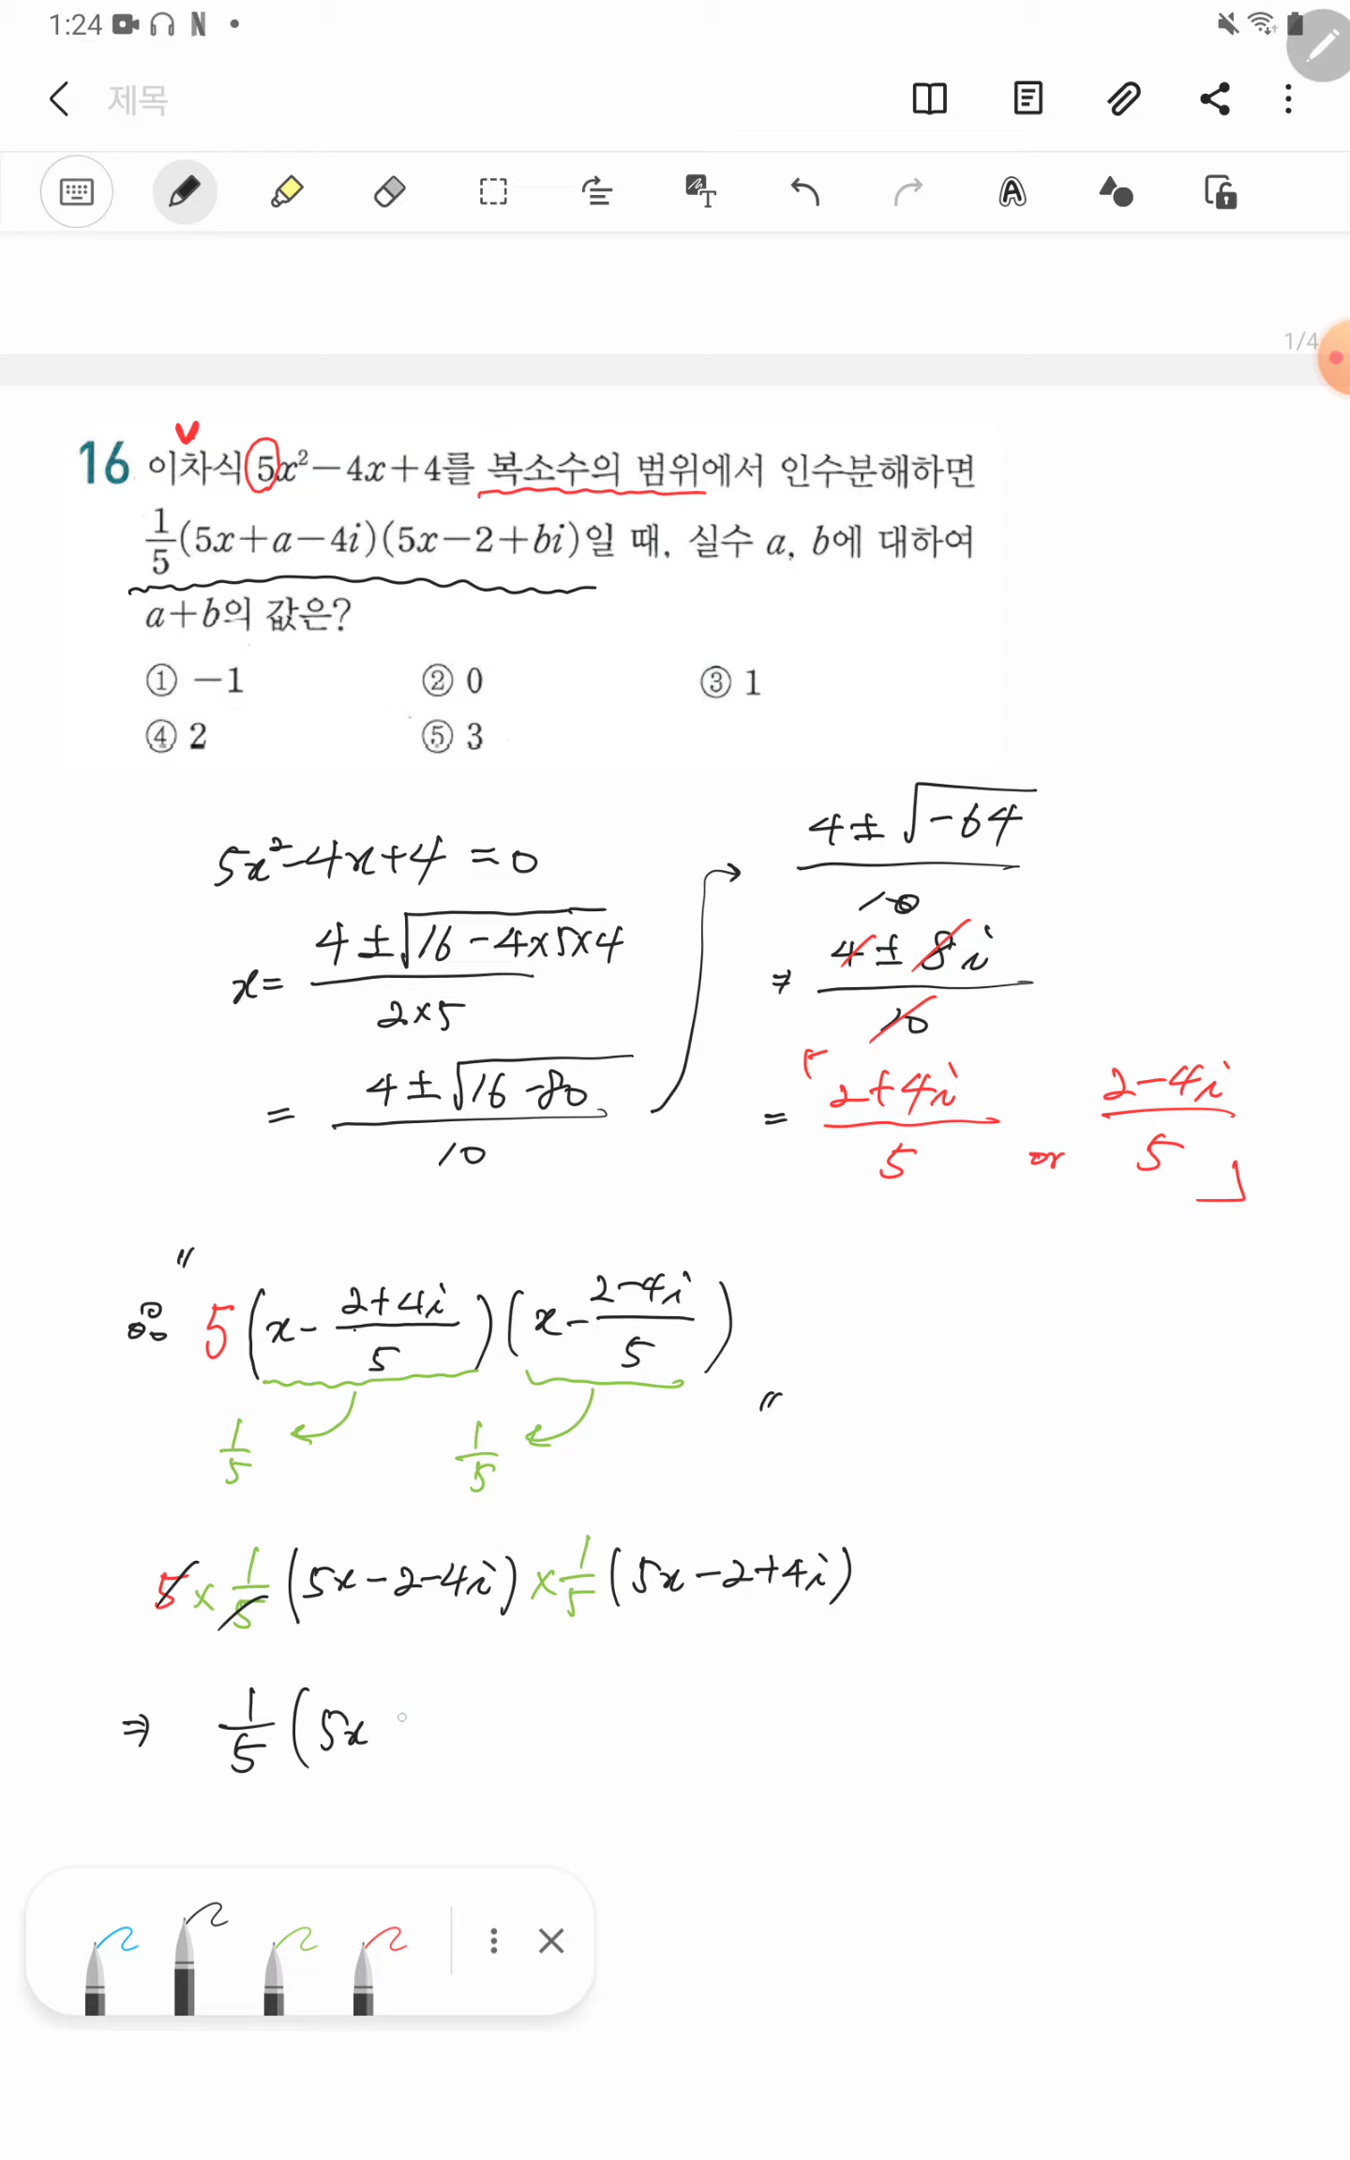 1:24
제목
1/4
16 이차식 5x²−4x+4를 복소수의 범위에서 인수분해하면
1/5(5x+a−4i)(5x−2+bi)일 때, 실수 a, b에 대하여
a+b의 값은?
① −1 ② 0 ③ 1
④ 2 ⑤ 3
5x²−4x+4 = 0
x = (4±√(16−4×5×4))/(2×5)
= (4±√(16−80))/10
(4±√(−64))/10
⇒ (4±8i)/10
= 「(2+4i)/5 or (2−4i)/5」
∴ " 5(x−(2+4i)/5)(x−(2−4i)/5) "
1/5 1/5
5×1/5(5x−2−4i)×1/5(5x−2+4i)
⇒ 1/5(5x